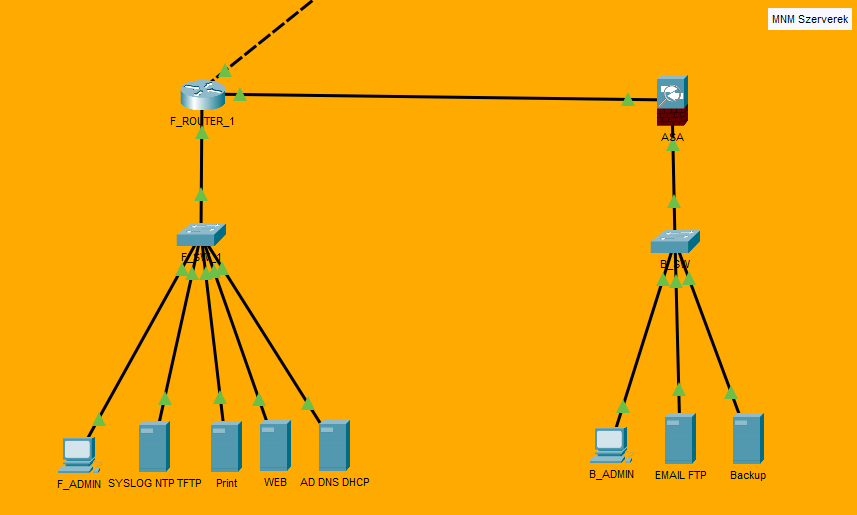 MNM Szerverek
F_ROUTER_1
ASA
F_SW_1
B_SW
F_ADMIN
SYSLOG NTP TFTP
Print
WEB
AD DNS DHCP
B_ADMIN
EMAIL FTP
Backup